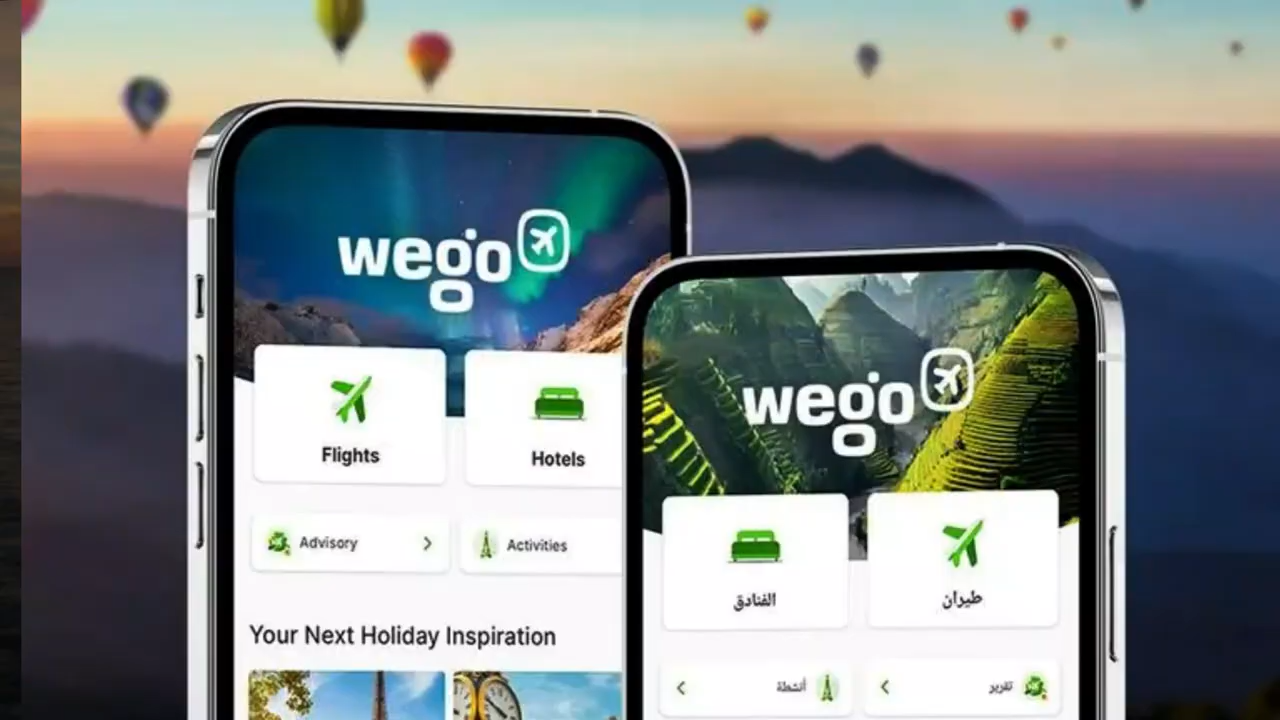 wego
Flights
Hotels
Advisory
Activities
Your Next Holiday Inspiration
wego
طيران
الفنادق
تقرير
أنشطة